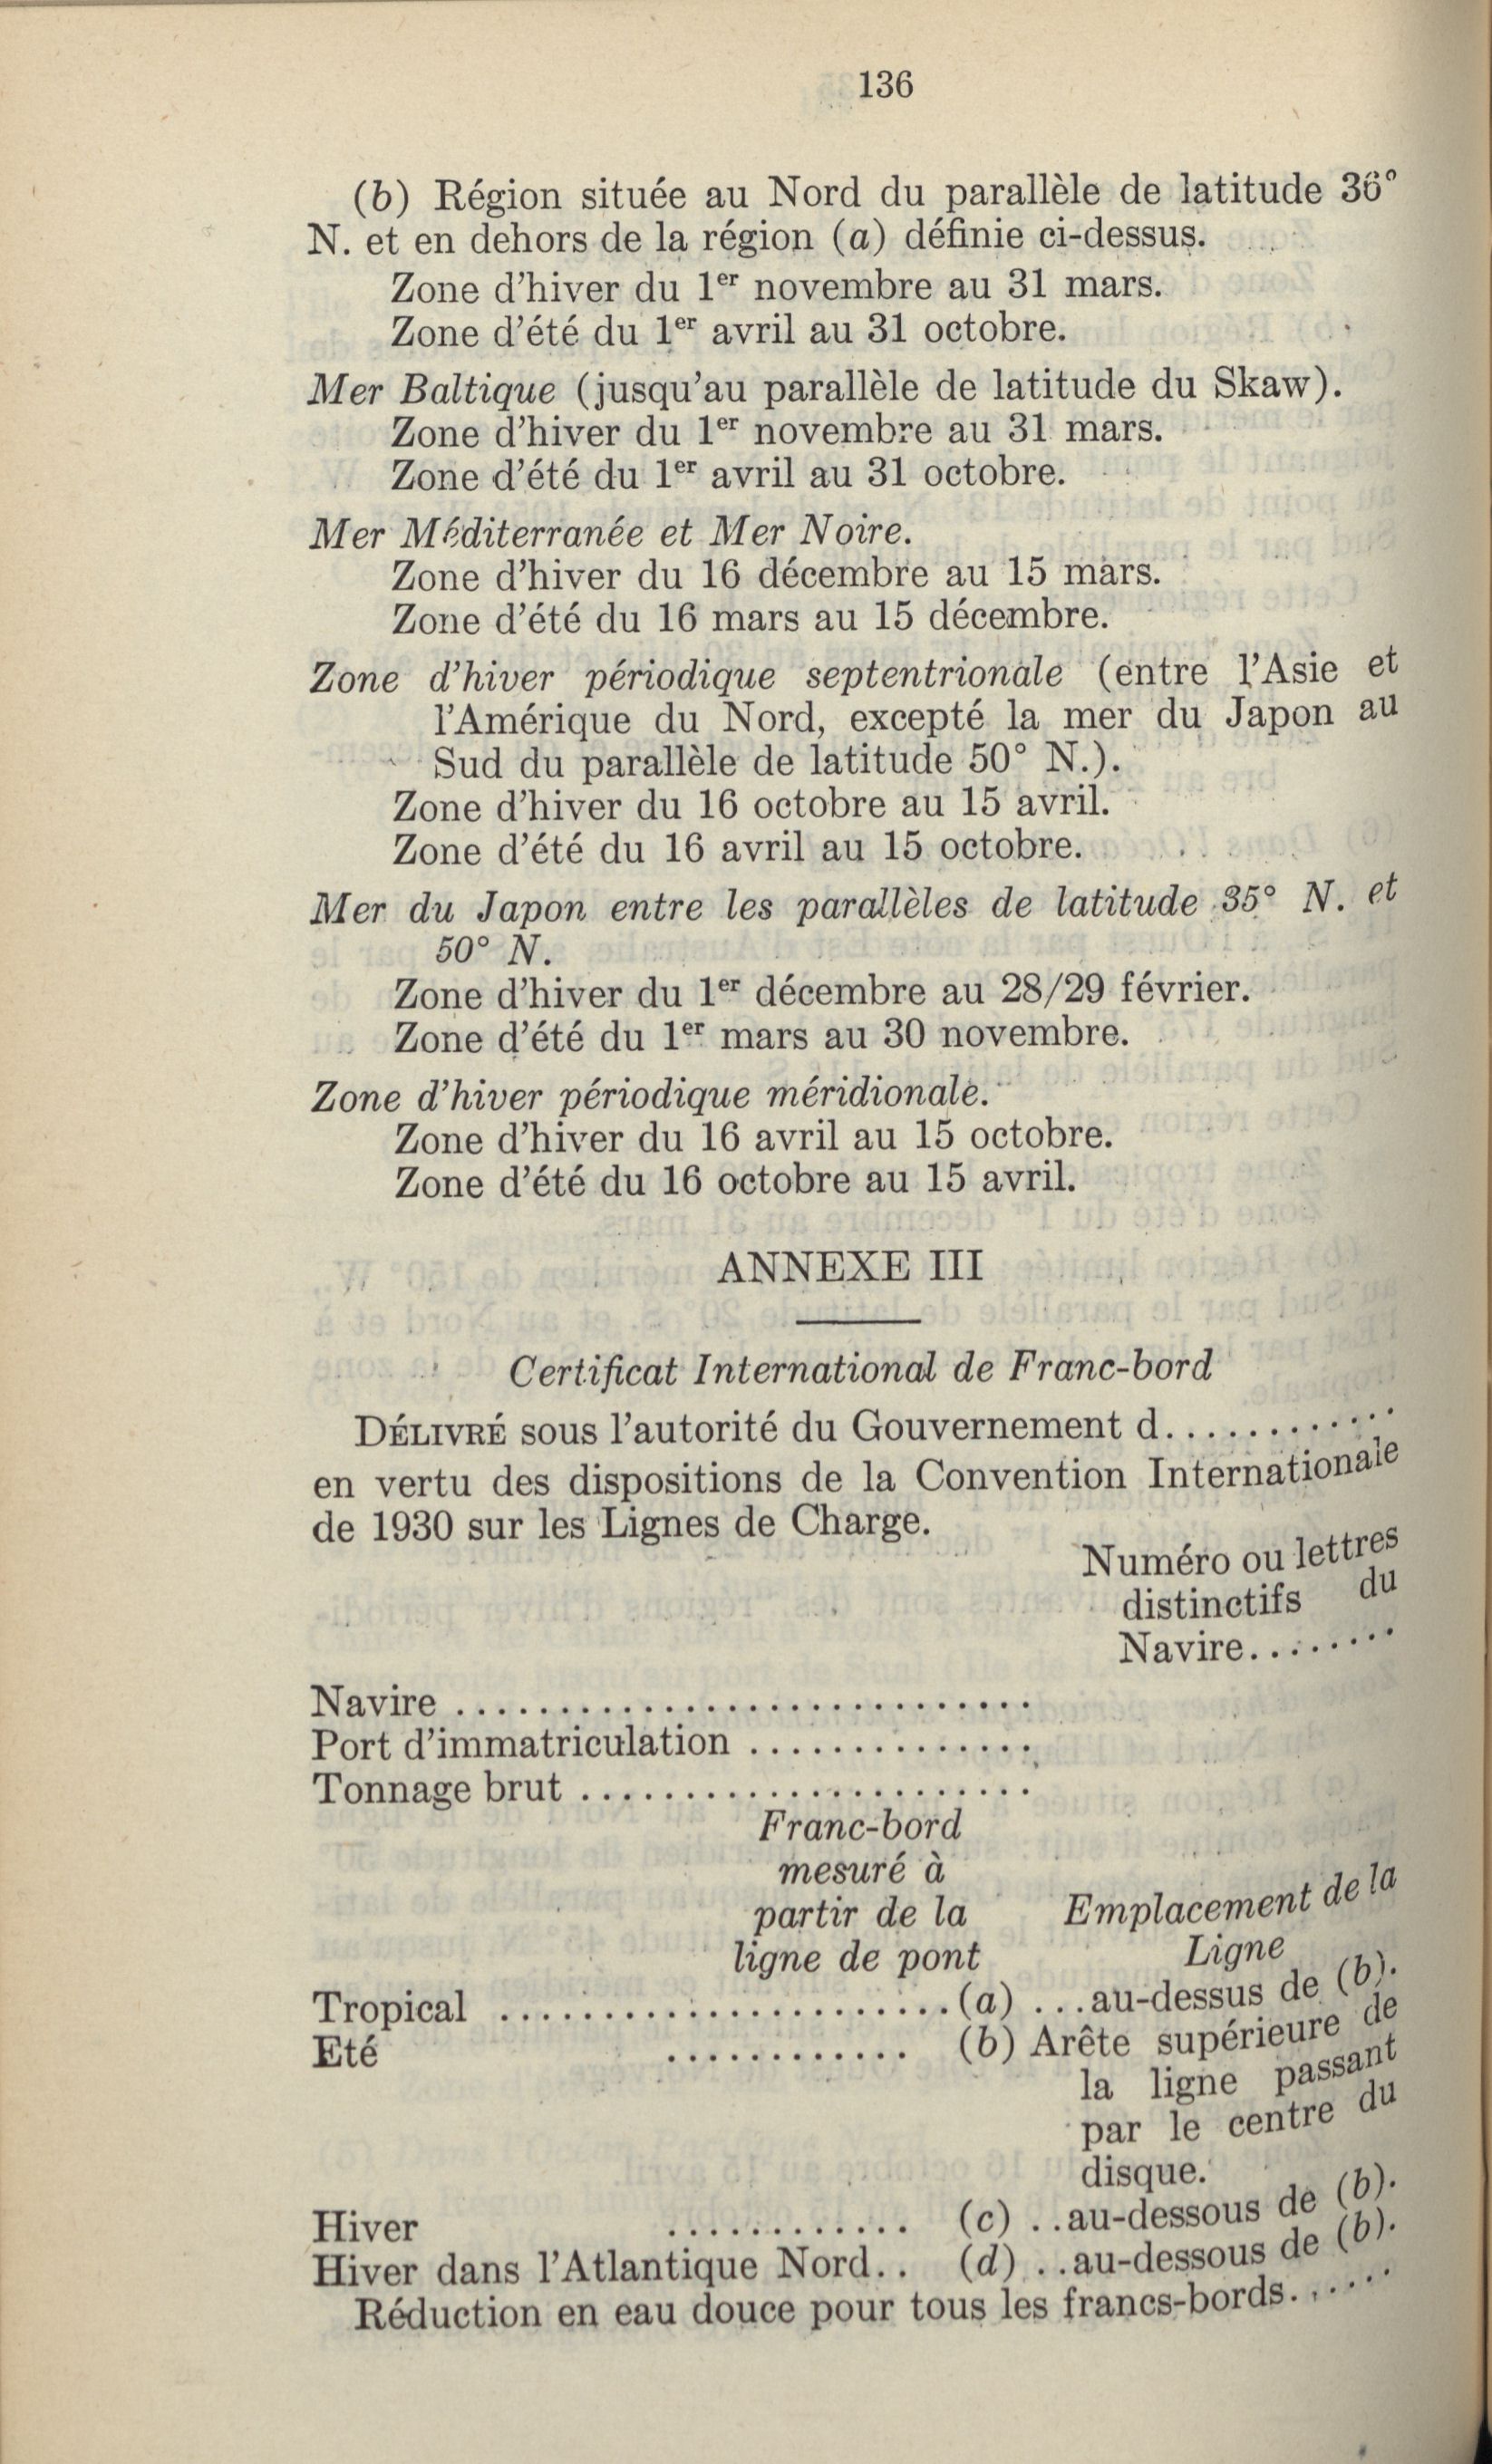 136
(b) Région située au Nord du parallèle de latitude 36°
N. et en dehors de la région (a) définie ci-dessus.
Zone d'hiver du 1er novembre au 31 mars.
Zone d'été du 1er avril au 31 octobre.
Mer Baltique (jusqu'au parallèle de latitude du Skaw).
Zone d'hiver du 1er novembre au 31 mars.
Zone d'été du 1er avril au 31 octobre.
Mer Méditerranée et Mer Noire.
Zone d'hiver du 16 décembre au 15 mars.
Zone d'été du 16 mars au 15 décembre.
Zone d'hiver périodique septentrionale (entre l'Asie et
l'Amérique du Nord, excepté la mer du Japon au
Sud du parallèle de latitude 50° N.).
Zone d'hiver du 16 octobre au 15 avril.
Zone d'été du 16 avril au 15 octobre.
Mer du Japon entre les parallèles de latitude 35° N. et
50° N.
Zone d'hiver du 1er décembre au 28/29 février.
Zone d'été du 1er mars au 30 novembre.
Zone d'hiver périodique méridionale.
Zone d'hiver du 16 avril au 15 octobre.
Zone d'été du 16 octobre au 15 avril.
ANNEXE III
Certificat International de Franc-bord
DÉLIVRÉ sous l'autorité du Gouvernement d............
en vertu des dispositions de la Convention Internationale
de 1930 sur les Lignes de Charge.
Numéro ou lettres
distinctifs du
Navire........
Navire ............................
Port d'immatriculation ..............
Tonnage brut ......................
Franc-bord
mesuré à
partir de la
ligne de pont
Emplacement de la
Ligne
Tropical ......................(a) ...au-dessus de (b).
Eté ............ (b) Arête supérieure de
la ligne passant
par le centre du
disque.
Hiver ............ (c) ..au-dessous de (b).
Hiver dans l'Atlantique Nord.. (d) ..au-dessous de (b).
Réduction en eau douce pour tous les francs-bords......